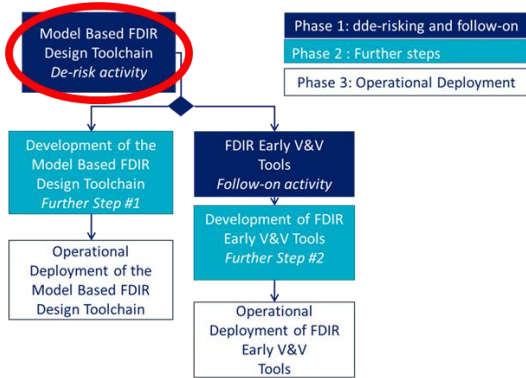 Model Based FDIR
Design Toolchain
De-risk activity
Phase 1: dde-risking and follow-on
Phase 2 : Further steps
Phase 3: Operational Deployment
Development of the
Model Based FDIR
Design Toolchain
Further Step #1
FDIR Early V&V
Tools
Follow-on activity
Development of FDIR
Early V&V Tools
Further Step #2
Operational
Deployment of the
Model Based FDIR
Design Toolchain
Operational
Deployment of FDIR
Early V&V
Tools